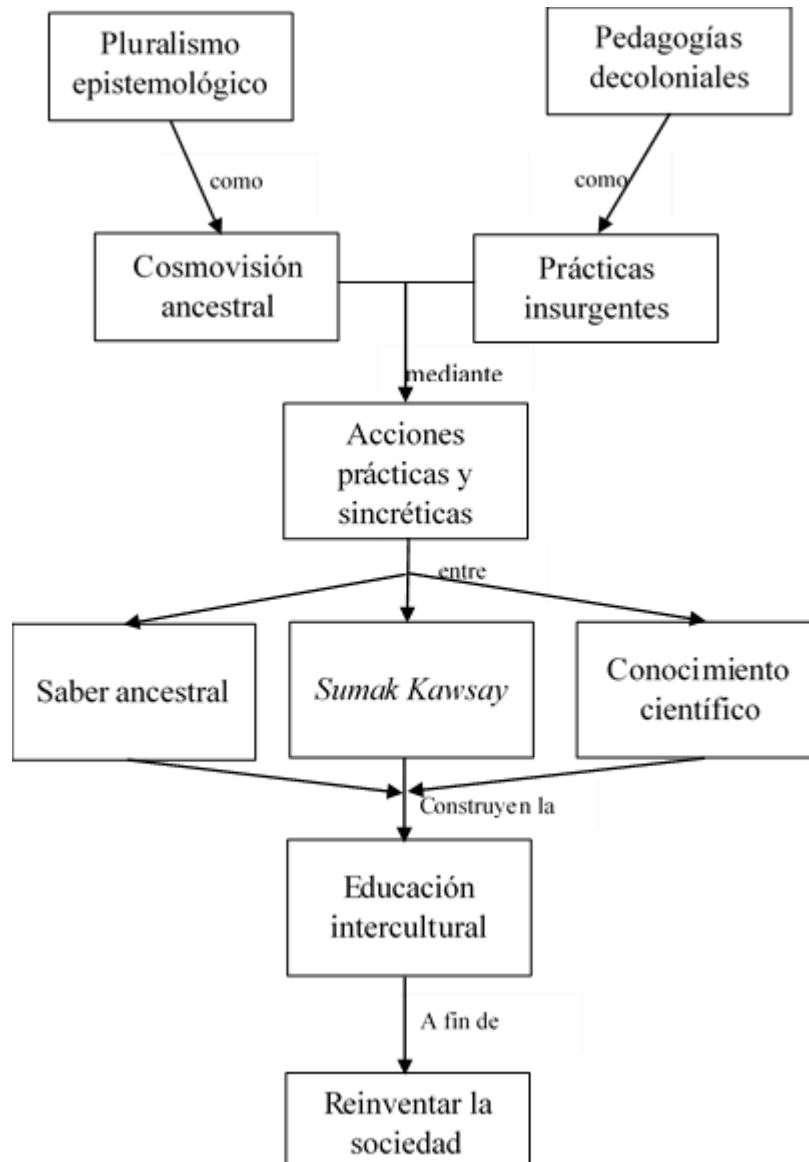 Pluralismo
epistemológico
Pedagogías
decoloniales
como
como
Cosmovisión
ancestral
Prácticas
insurgentes
mediante
Acciones
prácticas y
sincréticas
entre
Saber ancestral
Sumak Kawsay
Conocimiento
científico
Construyen la
Educación
intercultural
A fin de
Reinventar la
sociedad